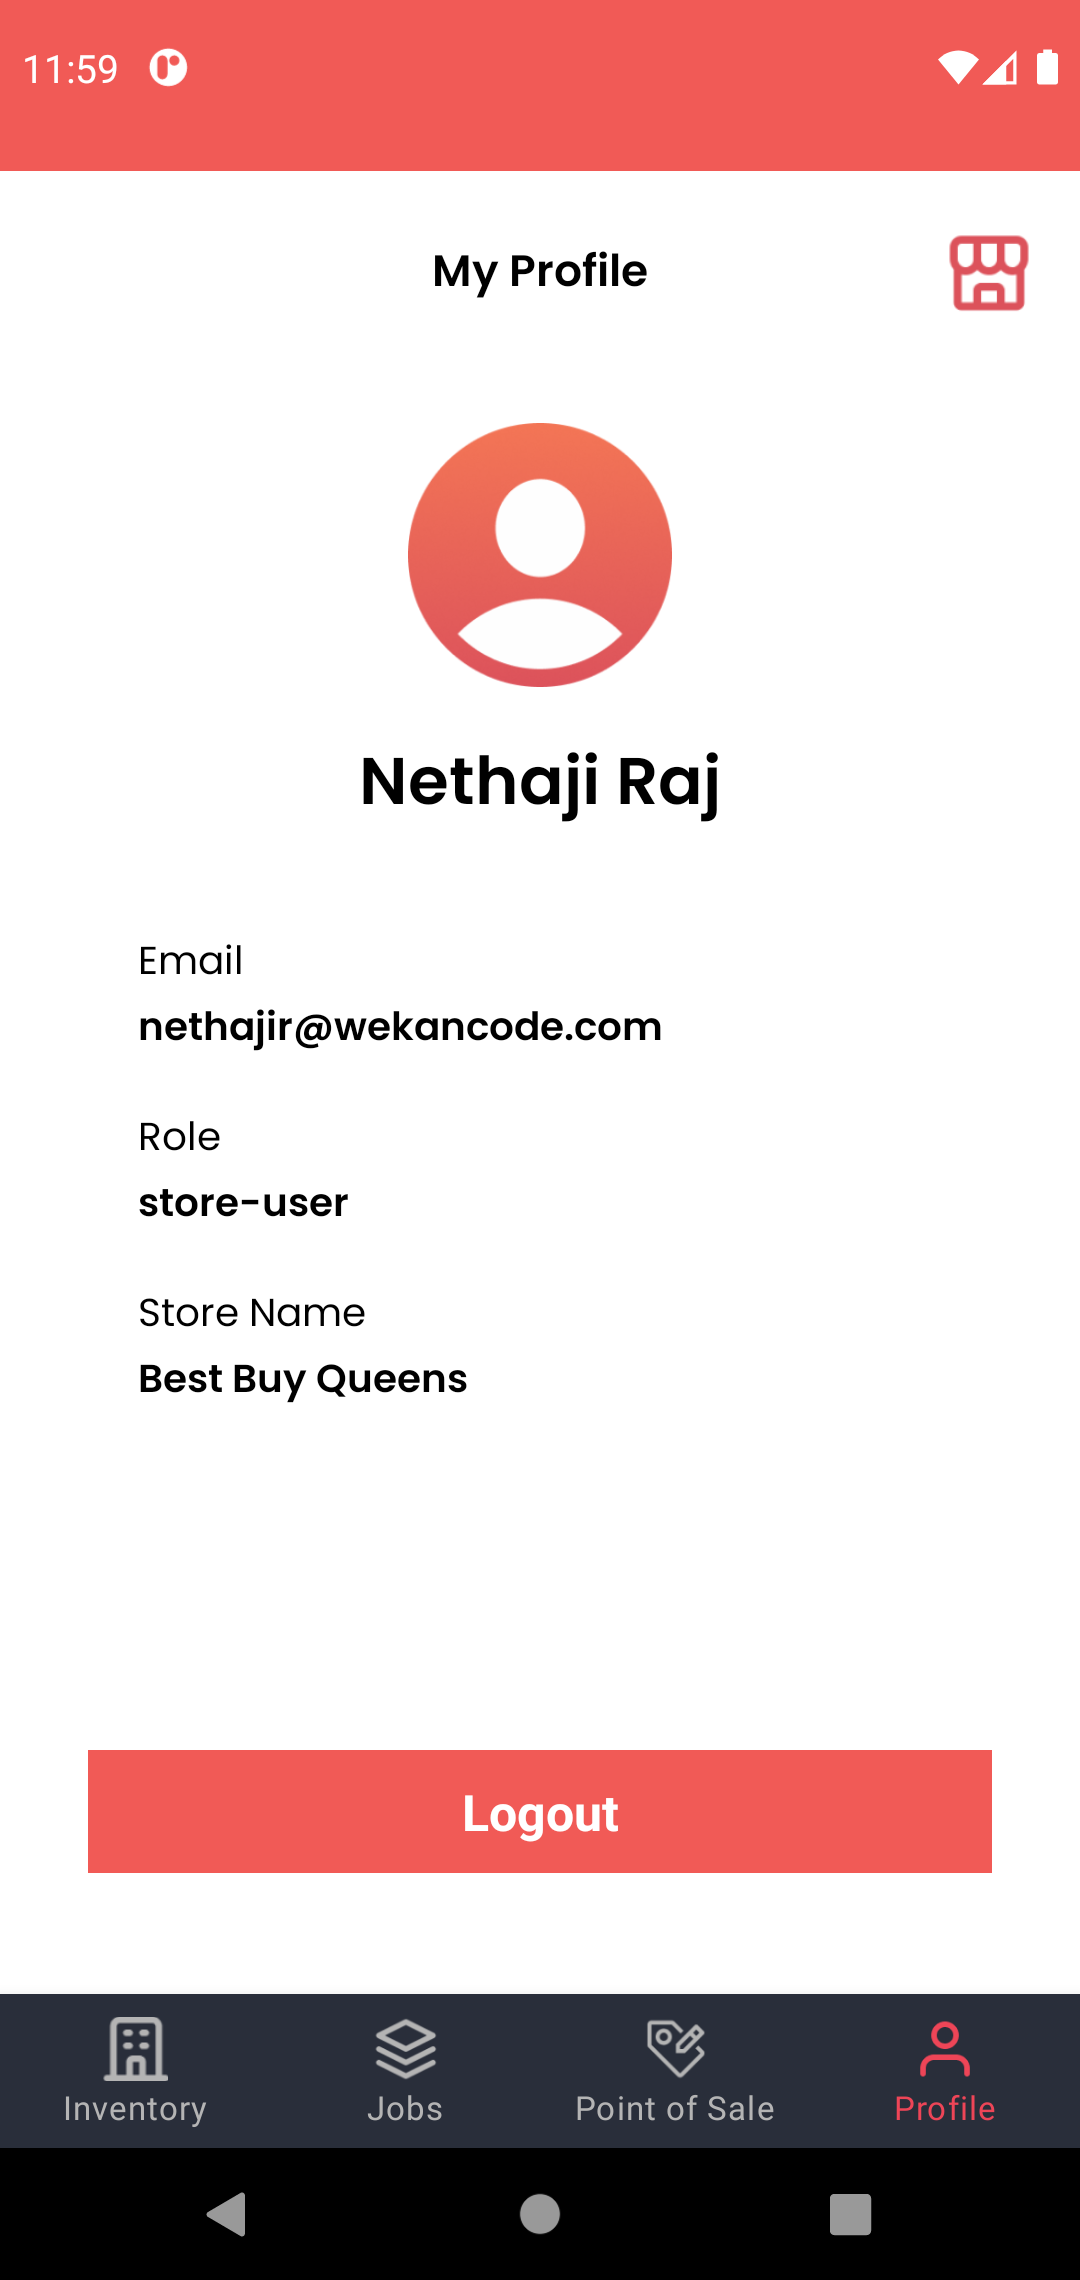 11:59
My Profile
Nethaji Raj
Email
nethajir@wekancode.com
Role
store-user
Store Name
Best Buy Queens
Logout
Inventory
Jobs
Point of Sale
Profile